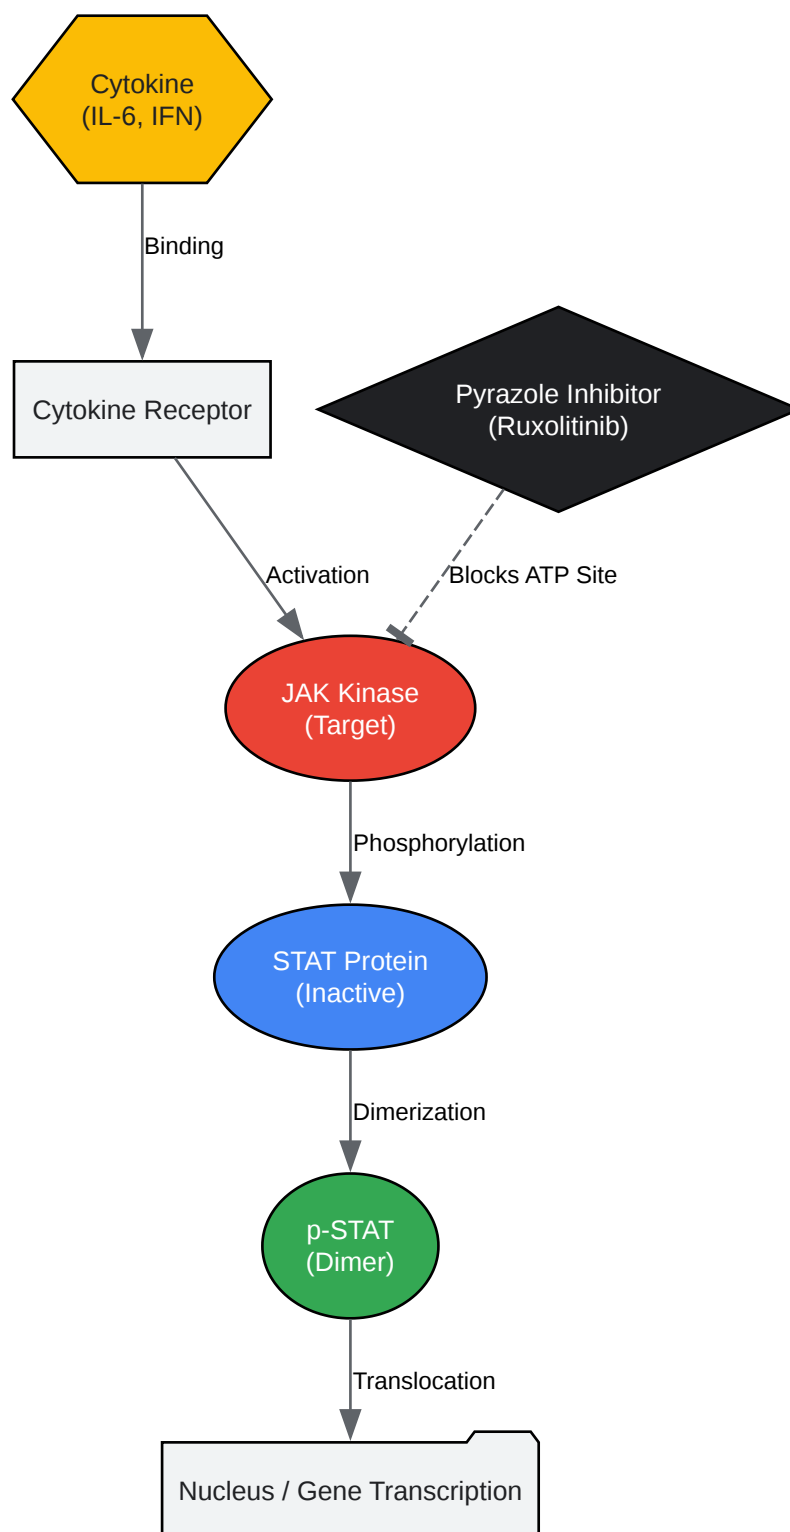 Cytokine
(IL-6, IFN)
Binding
Cytokine Receptor
Pyrazole Inhibitor
(Ruxolitinib)
Activation
Blocks ATP Site
JAK Kinase
(Target)
Phosphorylation
STAT Protein
(Inactive)
Dimerization
p-STAT
(Dimer)
Translocation
Nucleus / Gene Transcription